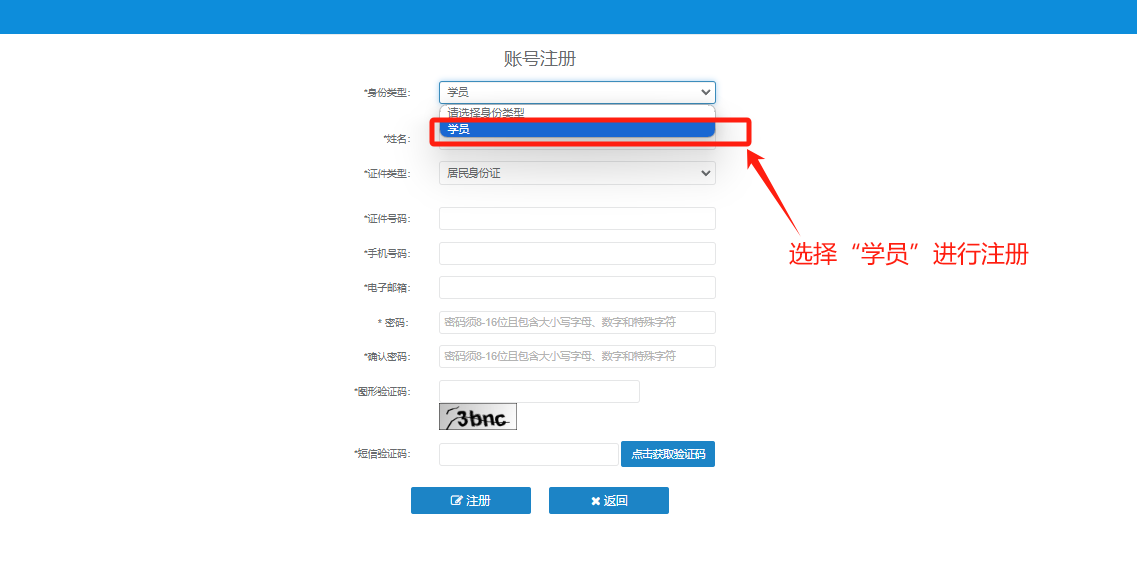 账号注册
*身份类型：
学员
请选择身份类型
学员
*姓名：
*证件类型：
居民身份证
*证件号码：
选择“学员”进行注册
*手机号码：
*电子邮箱：
* 密码：
密码须8-16位且包含大小写字母、数字和特殊字符
*确认密码：
密码须8-16位且包含大小写字母、数字和特殊字符
*图形验证码：
3bnc
*短信验证码：
点击获取验证码
注册
返回